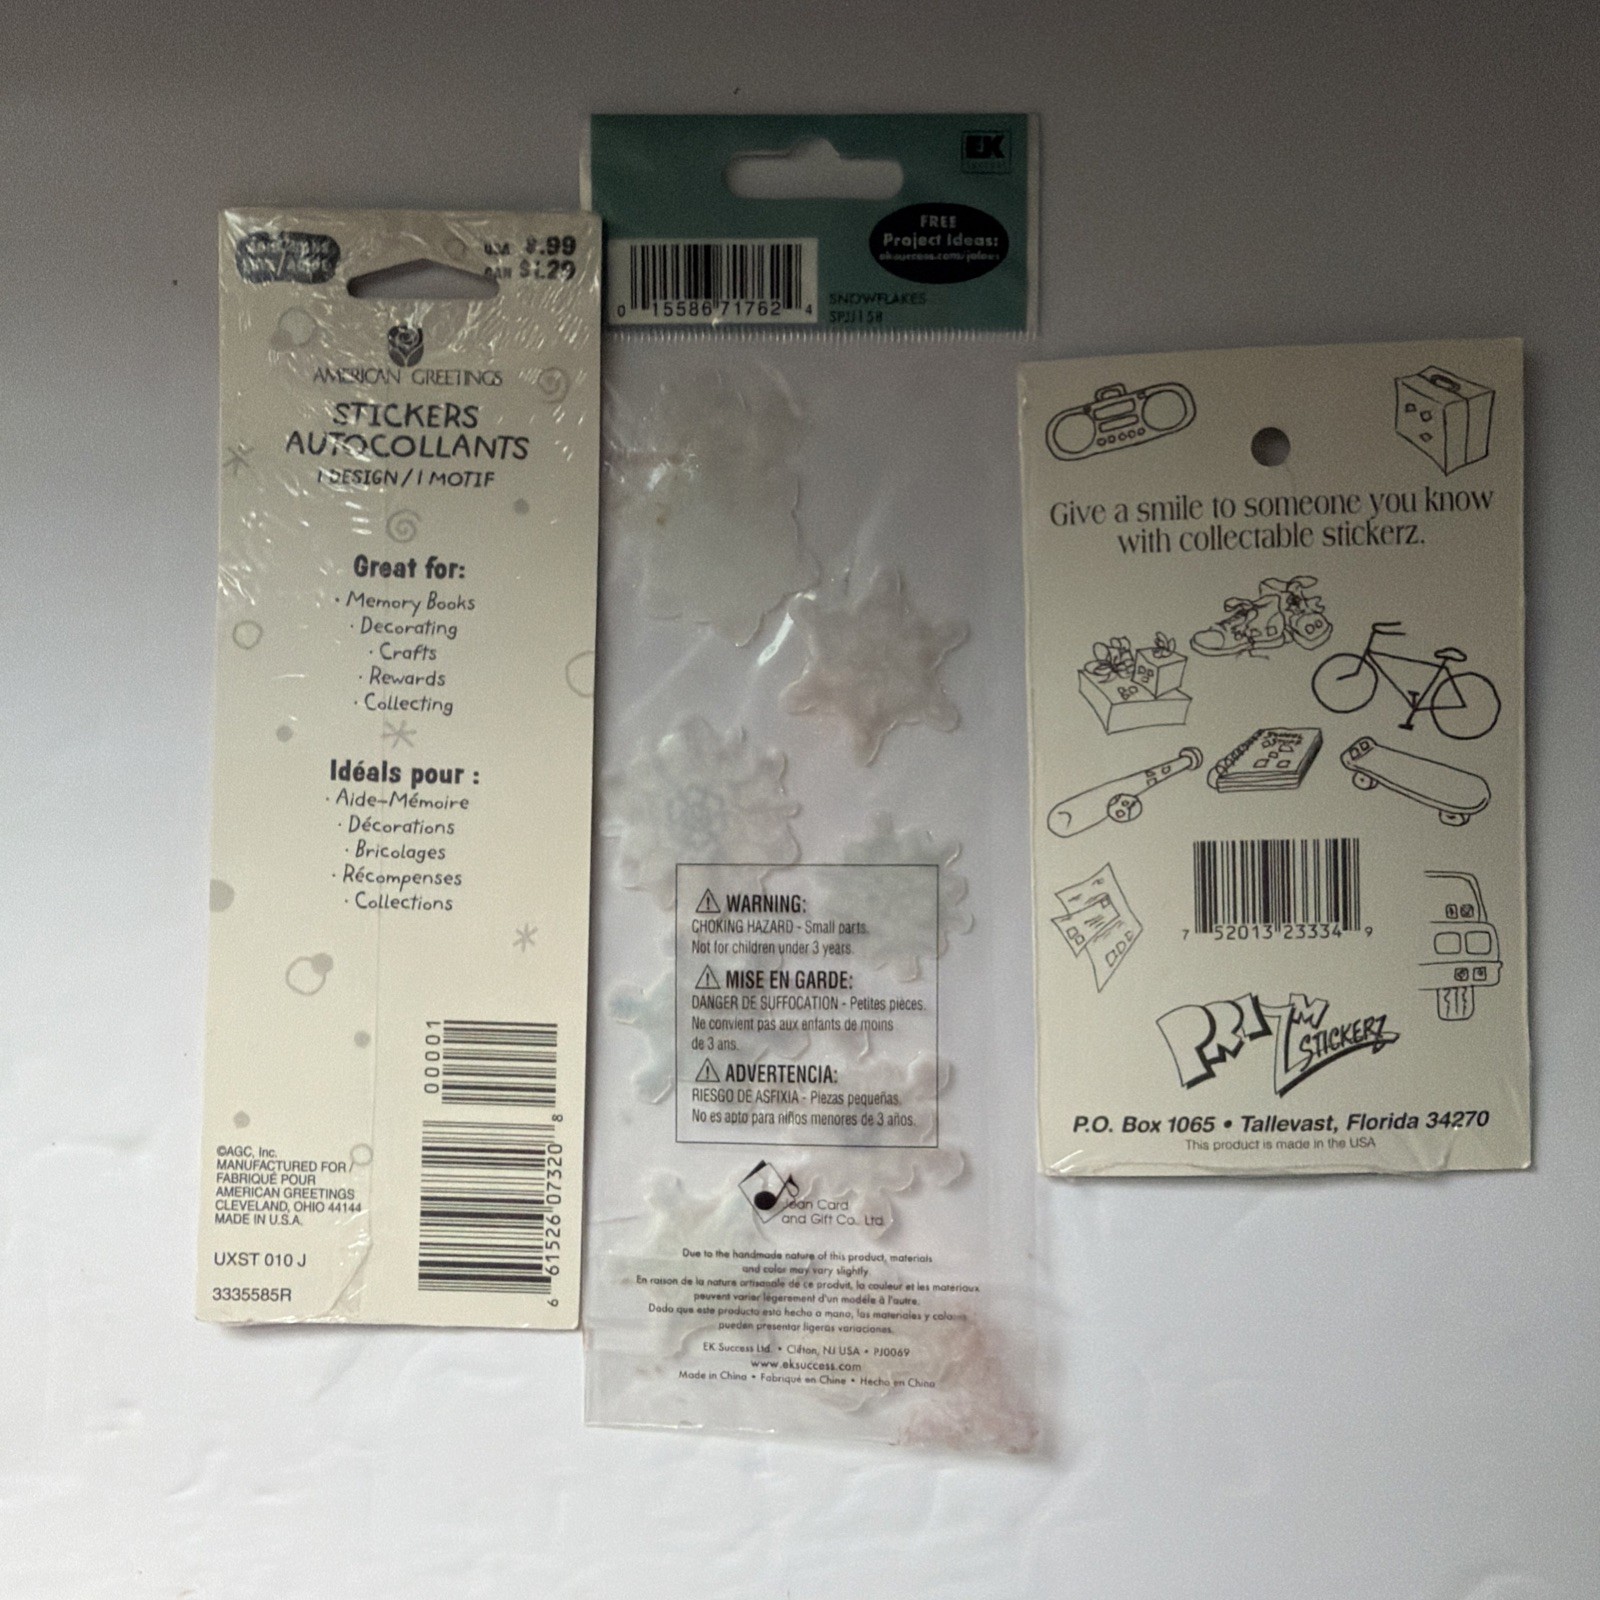 $.99
CAN $1.29
AMERICAN GREETINGS
STICKERS
AUTOCOLLANTS
1 DESIGN / 1 MOTIF
Great for:
• Memory Books
• Decorating
• Crafts
• Rewards
• Collecting
Idéals pour :
• Aide-Mémoire
• Décorations
• Bricolages
• Récompenses
• Collections
00001
6 61526 07320 8
©AGC, Inc.
MANUFACTURED FOR /
FABRIQUÉ POUR
AMERICAN GREETINGS
CLEVELAND, OHIO 44144
MADE IN U.S.A.
UXST 010 J
3335585R
EK
FREE
Project Ideas:
eksuccess.com/jolees
0 15586 71762 4
SNOWFLAKES
SPJJ158
WARNING:
CHOKING HAZARD - Small parts.
Not for children under 3 years.
MISE EN GARDE:
DANGER DE SUFFOCATION - Petites pièces.
Ne convient pas aux enfants de moins
de 3 ans.
ADVERTENCIA:
RIESGO DE ASFIXIA - Piezas pequeñas.
No es apto para niños menores de 3 años.
Jean Card
and Gift Co., Ltd.
Due to the handmade nature of this product, materials
and color may vary slightly.
En raison de la nature artisanale de ce produit, la couleur et les matériaux
peuvent varier légerement d'un modèle à l'autre.
Dado que este producto está hecho a mano, los materiales y colores
pueden presentar ligeras variaciones.
EK Success Ltd. • Clifton, NJ USA • PJ0069
www.eksuccess.com
Made in China • Fabriqué en Chine • Hecho en China
Give a smile to someone you know
with collectable stickerz.
7 52013 23334 9
PRIZM
STICKERZ
P.O. Box 1065 • Tallevast, Florida 34270
This product is made in the USA